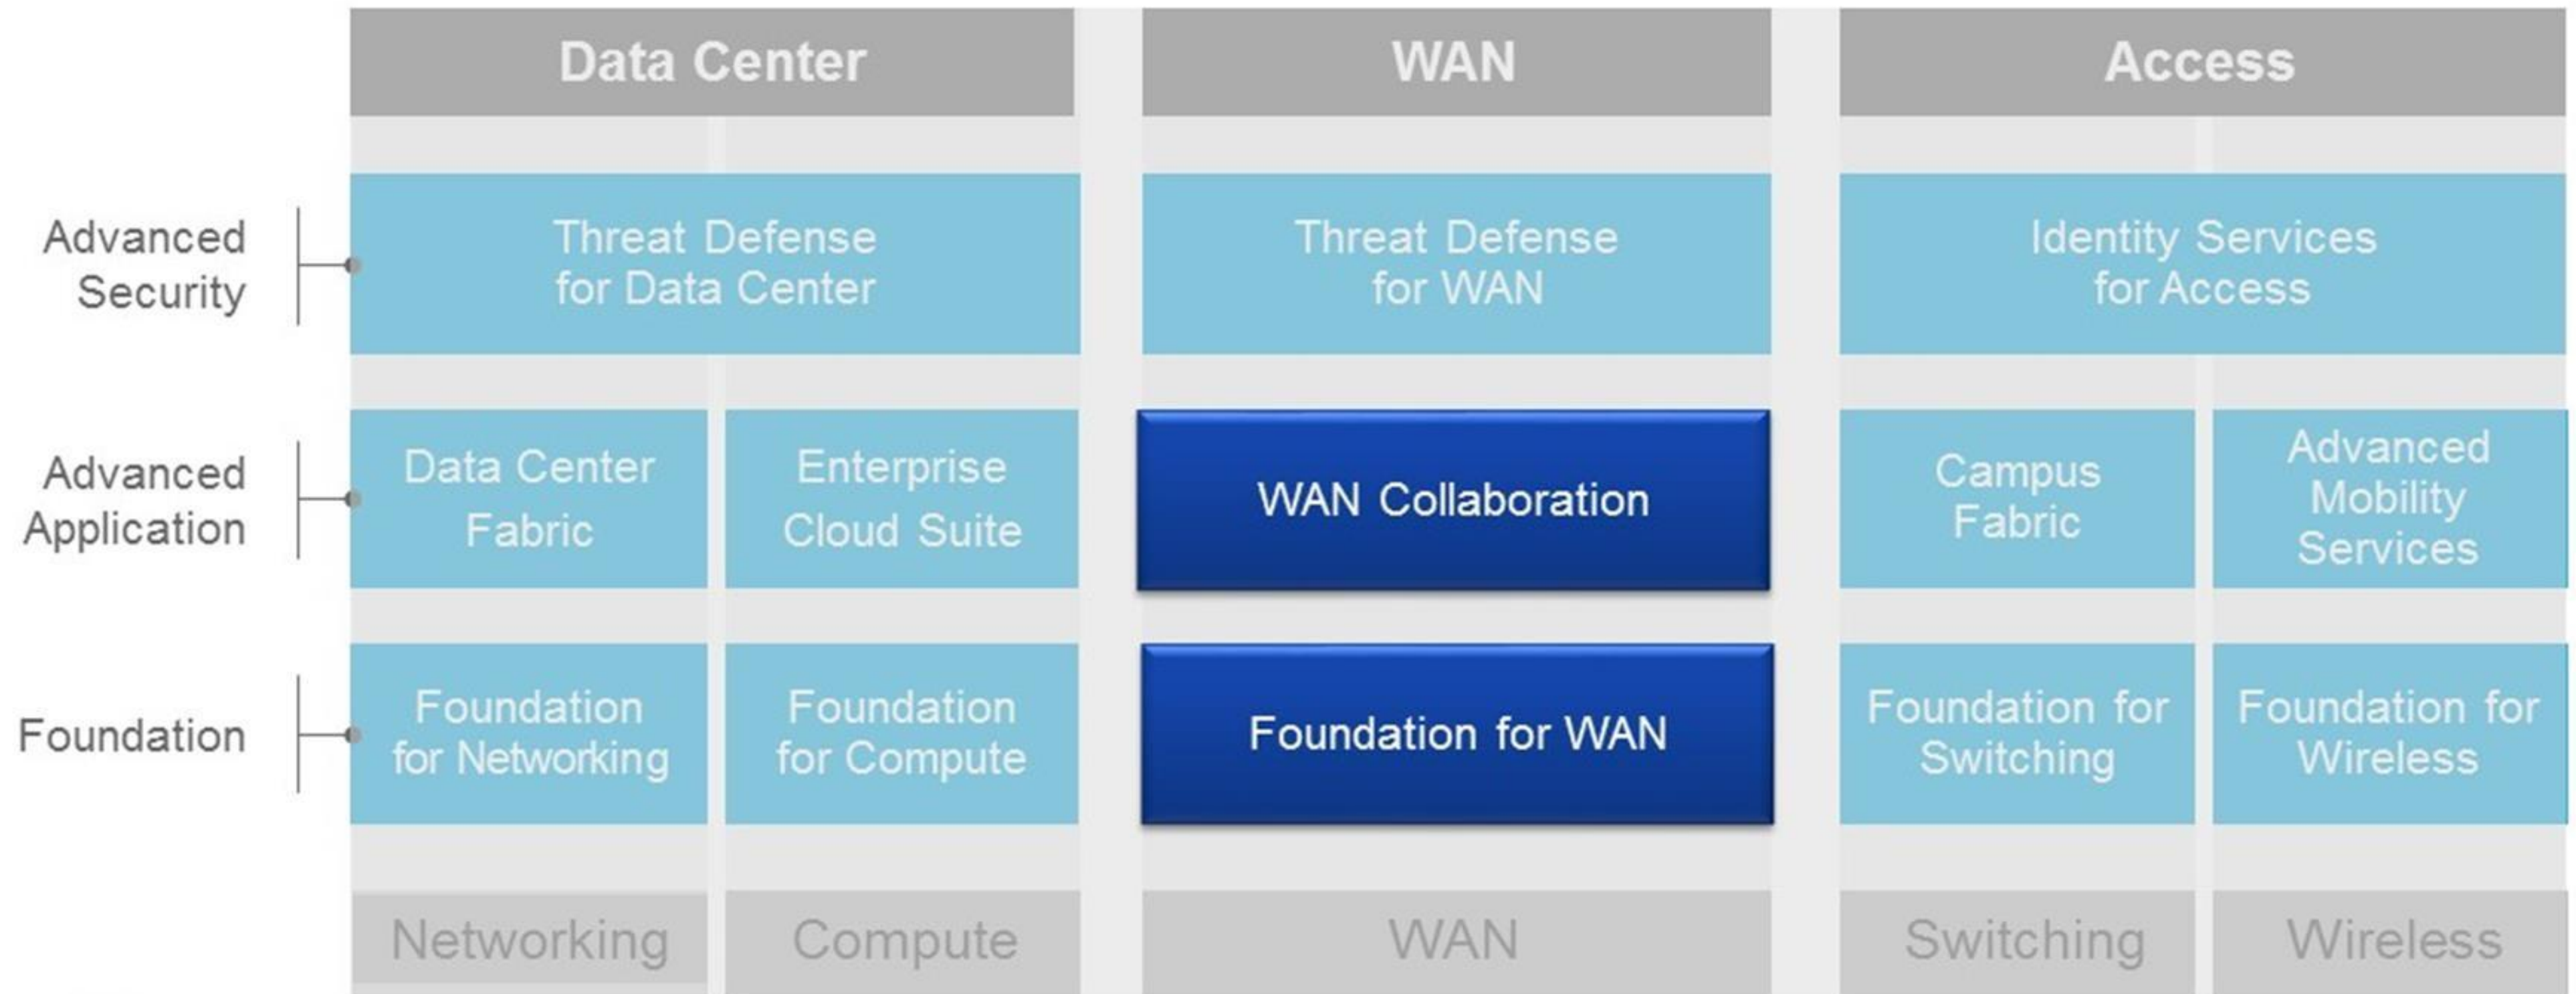 Data Center
WAN
Access
Advanced
Security
Threat Defense
for Data Center
Threat Defense
for WAN
Identity Services
for Access
Advanced
Application
Data Center
Fabric
Enterprise
Cloud Suite
WAN Collaboration
Campus
Fabric
Advanced
Mobility
Services
Foundation
Foundation
for Networking
Foundation
for Compute
Foundation for WAN
Foundation for
Switching
Foundation for
Wireless
Networking
Compute
WAN
Switching
Wireless